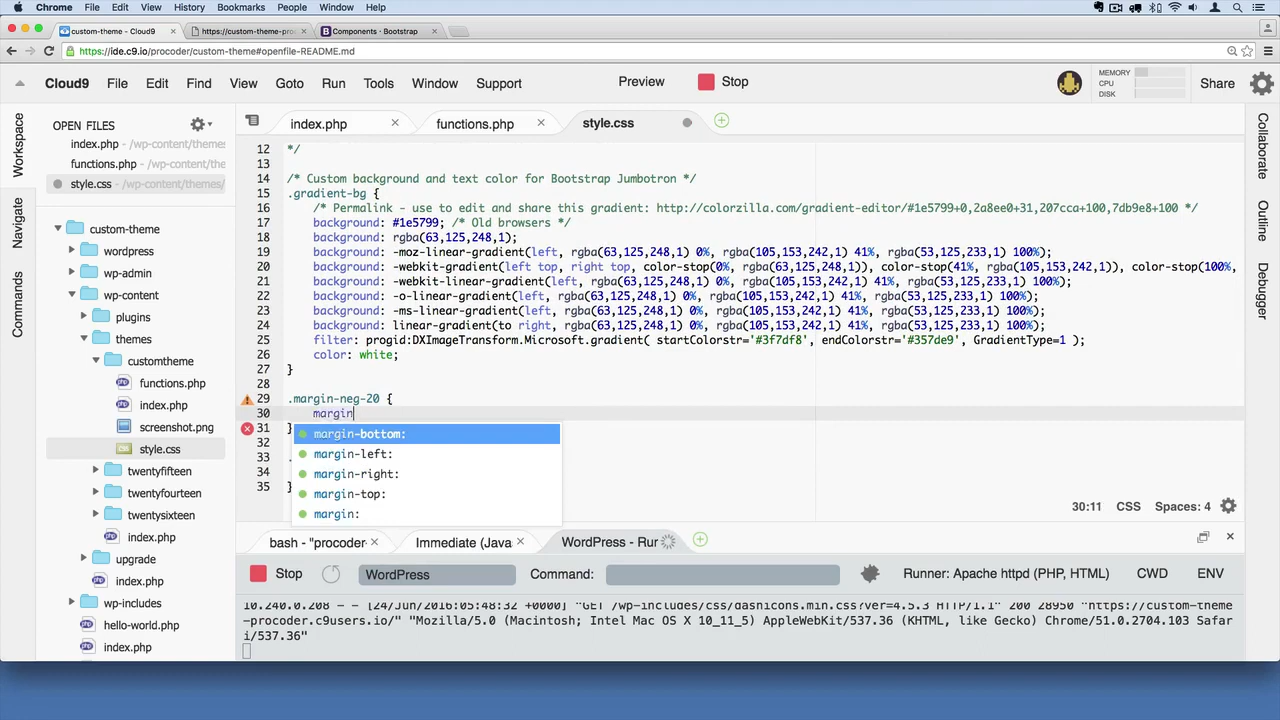 Chrome File Edit View History Bookmarks People Window Help
custom-theme - Cloud9 × https://custom-theme-proc × Components · Bootstrap ×
https://ide.c9.io/procoder/custom-theme#openfile-README.md
Cloud9 File Edit Find View Goto Run Tools Window Support Preview Stop MEMORY CPU DISK Share
Workspace
Navigate
Commands
OPEN FILES
index.php - /wp-content/themes
functions.php - /wp-content
style.css - /wp-content/themes/
custom-theme
wordpress
wp-admin
wp-content
plugins
themes
customtheme
functions.php
index.php
screenshot.png
style.css
twentyfifteen
twentyfourteen
twentysixteen
index.php
upgrade
index.php
wp-includes
hello-world.php
index.php
index.php × functions.php × style.css
12 */
13
14 /* Custom background and text color for Bootstrap Jumbotron */
15 .gradient-bg {
16 /* Permalink - use to edit and share this gradient: http://colorzilla.com/gradient-editor/#1e5799+0,2a8ee0+31,207cca+100,7db9e8+100 */
17 background: #1e5799; /* Old browsers */
18 background: rgba(63,125,248,1);
19 background: -moz-linear-gradient(left, rgba(63,125,248,1) 0%, rgba(105,153,242,1) 41%, rgba(53,125,233,1) 100%);
20 background: -webkit-gradient(left top, right top, color-stop(0%, rgba(63,125,248,1)), color-stop(41%, rgba(105,153,242,1)), color-stop(100%,
21 background: -webkit-linear-gradient(left, rgba(63,125,248,1) 0%, rgba(105,153,242,1) 41%, rgba(53,125,233,1) 100%);
22 background: -o-linear-gradient(left, rgba(63,125,248,1) 0%, rgba(105,153,242,1) 41%, rgba(53,125,233,1) 100%);
23 background: -ms-linear-gradient(left, rgba(63,125,248,1) 0%, rgba(105,153,242,1) 41%, rgba(53,125,233,1) 100%);
24 background: linear-gradient(to right, rgba(63,125,248,1) 0%, rgba(105,153,242,1) 41%, rgba(53,125,233,1) 100%);
25 filter: progid:DXImageTransform.Microsoft.gradient( startColorstr='#3f7df8', endColorstr='#357de9', GradientType=1 );
26 color: white;
27 }
28
29 .margin-neg-20 {
30 margin
31 }
32
33 .
34
35 }
margin-bottom:
margin-left:
margin-right:
margin-top:
margin:
30:11 CSS Spaces: 4
Collaborate
Outline
Debugger
bash - "procoder- × Immediate (Java × WordPress - Rur
Stop WordPress Command: Runner: Apache httpd (PHP, HTML) CWD ENV
10.240.0.208 - - [24/Jun/2016:05:48:32 +0000] "GET /wp-includes/css/dashicons.min.css?ver=4.5.3 HTTP/1.1" 200 28950 "https://custom-theme
-procoder.c9users.io/" "Mozilla/5.0 (Macintosh; Intel Mac OS X 10_11_5) AppleWebKit/537.36 (KHTML, like Gecko) Chrome/51.0.2704.103 Safar
i/537.36"